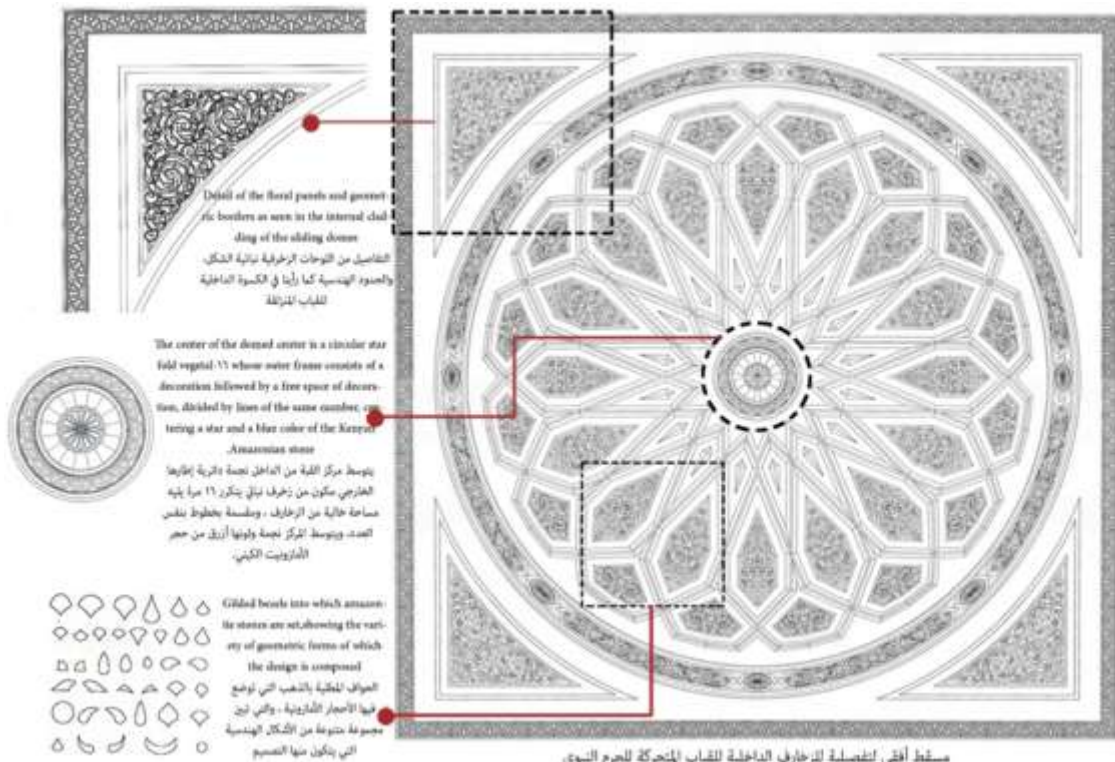 Detail of the floral panels and geomet-
ric borders as seen in the internal clad-
ding of the sliding domes
التفاصيل من اللوحات الزخرفية نباتية الشكل،
والحدود الهندسية كما رأينا في الكسوة الداخلية
للقباب المنزلقة
The center of the domed center is a circular star
fold vegetal ١٦ whose outer frame consists of a
decoration followed by a free space of decora-
tion, divided by lines of the same number,
tering a star and a blue color of the Kenyan
.Amazonian stone
يتوسط مركز القبة من الداخل نجمة دائرية إطارها
الخارجي مكون من زخرف نباتي يتكرر ١٦ مرة يليه
مساحة خالية من الزخارف ، ومقسمة بخطوط بنفس
العدد، ويتوسط المركز نجمة ولونها أزرق من حجر
الأمازونيت الكيني.
Gilded bezels into which amazon-
ite stones are set,showing the vari-
ety of geometric forms of which
the design is composed
الحواف المطلية بالذهب التي توضع
فيها الأحجار الأمازونية ، والتي تبين
مجموعة متنوعة من الأشكال الهندسية
التي يتكون منها التصميم
مسقط أفقي لتفصيلية للزخارف الداخلية للقباب المتحركة للحرم النبوي